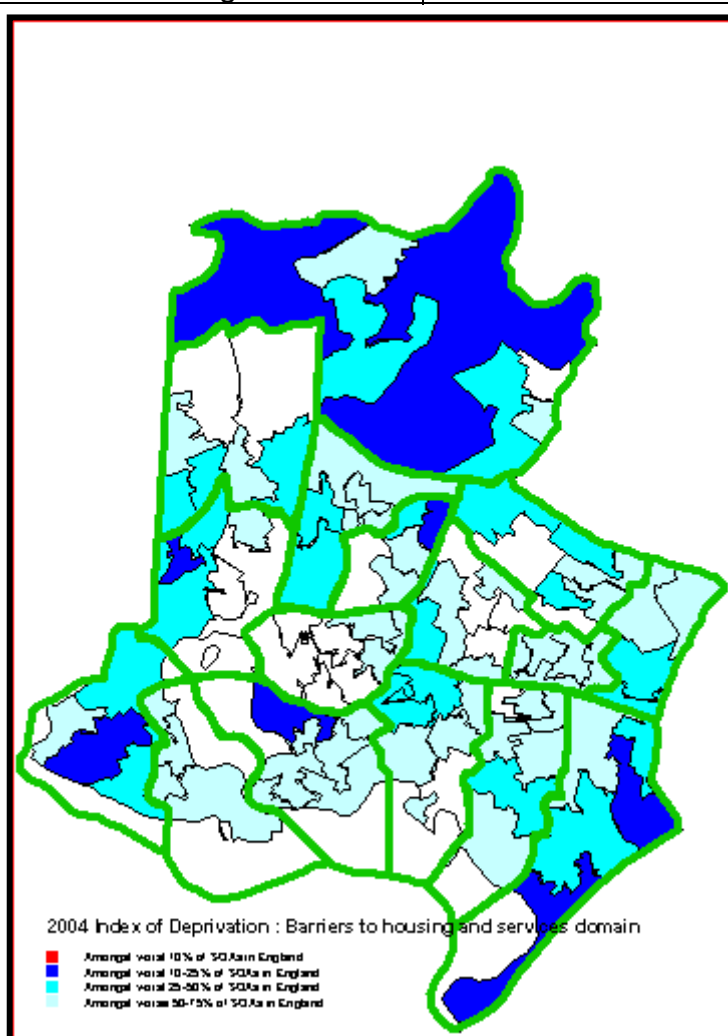 2004 Index of Deprivation : Barriers to housing and services domain
Amongst worst 10% of SOAs in England
Amongst worst 10-25% of SOAs in England
Amongst worst 25-50% of SOAs in England
Amongst worse 50-75% of SOAs in England